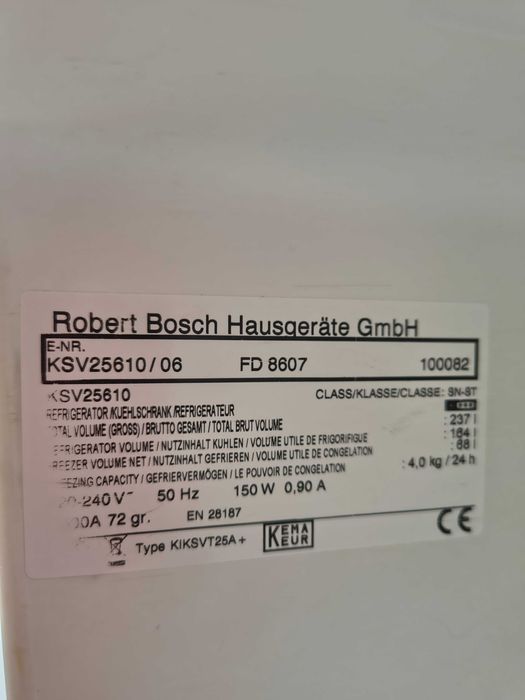 Robert Bosch Hausgeräte GmbH
E-NR.
KSV25610/06 FD 8607 100082
KSV25610 CLASS/KLASSE/CLASSE: SN-ST
REFRIGERATOR/KUEHLSCHRANK/REFRIGERATEUR
TOTAL VOLUME (GROSS)/BRUTTO GESAMT/TOTAL BRUT VOLUME : 237 l
REFRIGERATOR VOLUME/NUTZINHALT KUHLEN/VOLUME UTILE DE FRIGORIFIQUE : 184 l
FREEZER VOLUME NET/NUTZINHALT GEFRIEREN/VOLUME UTILE DE CONGELATION
FREEZING CAPACITY/GEFRIERVERMÖGEN/LE POUVOIR DE CONGELATION : 4,0 kg/24 h
-240 V~ 50 Hz 150 W 0,90 A
72 gr. EN 28187
Type KIKSVT25A+ KEMA KEUR CE